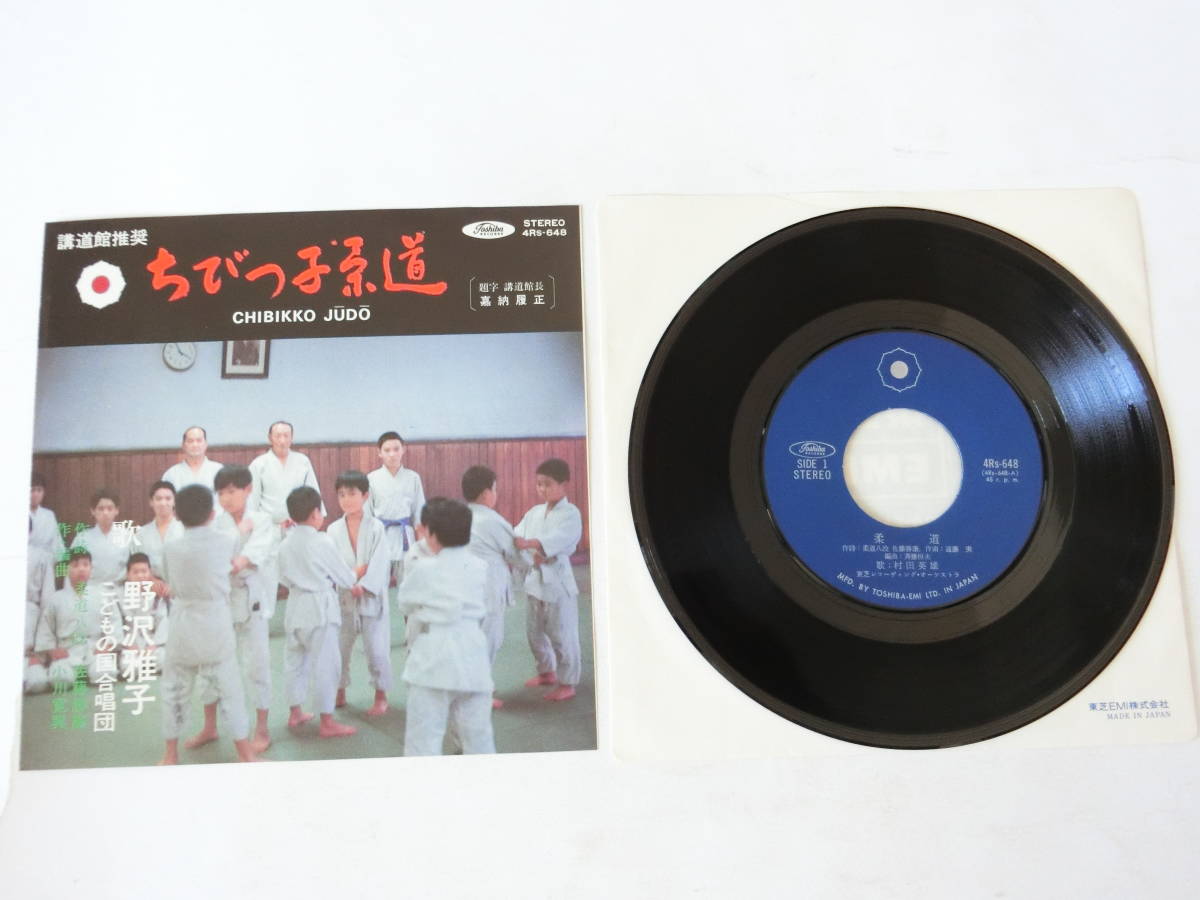 講道館推奨
ちびっ子柔道
CHIBIKKO JŪDŌ
Toshiba
RECORDS
STEREO
4RS-648
題字 講道館長
嘉納履正
歌 野沢雅子
こどもの国合唱団
Toshiba
RECORDS
SIDE 1
STEREO
4RS-648
(4RS-648-A)
45 r.p.m.
柔道
歌:村田英雄
東芝レコーディング・オーケストラ
MFD. BY TOSHIBA-EMI LTD. IN JAPAN
東芝EMI株式会社
MADE IN JAPAN